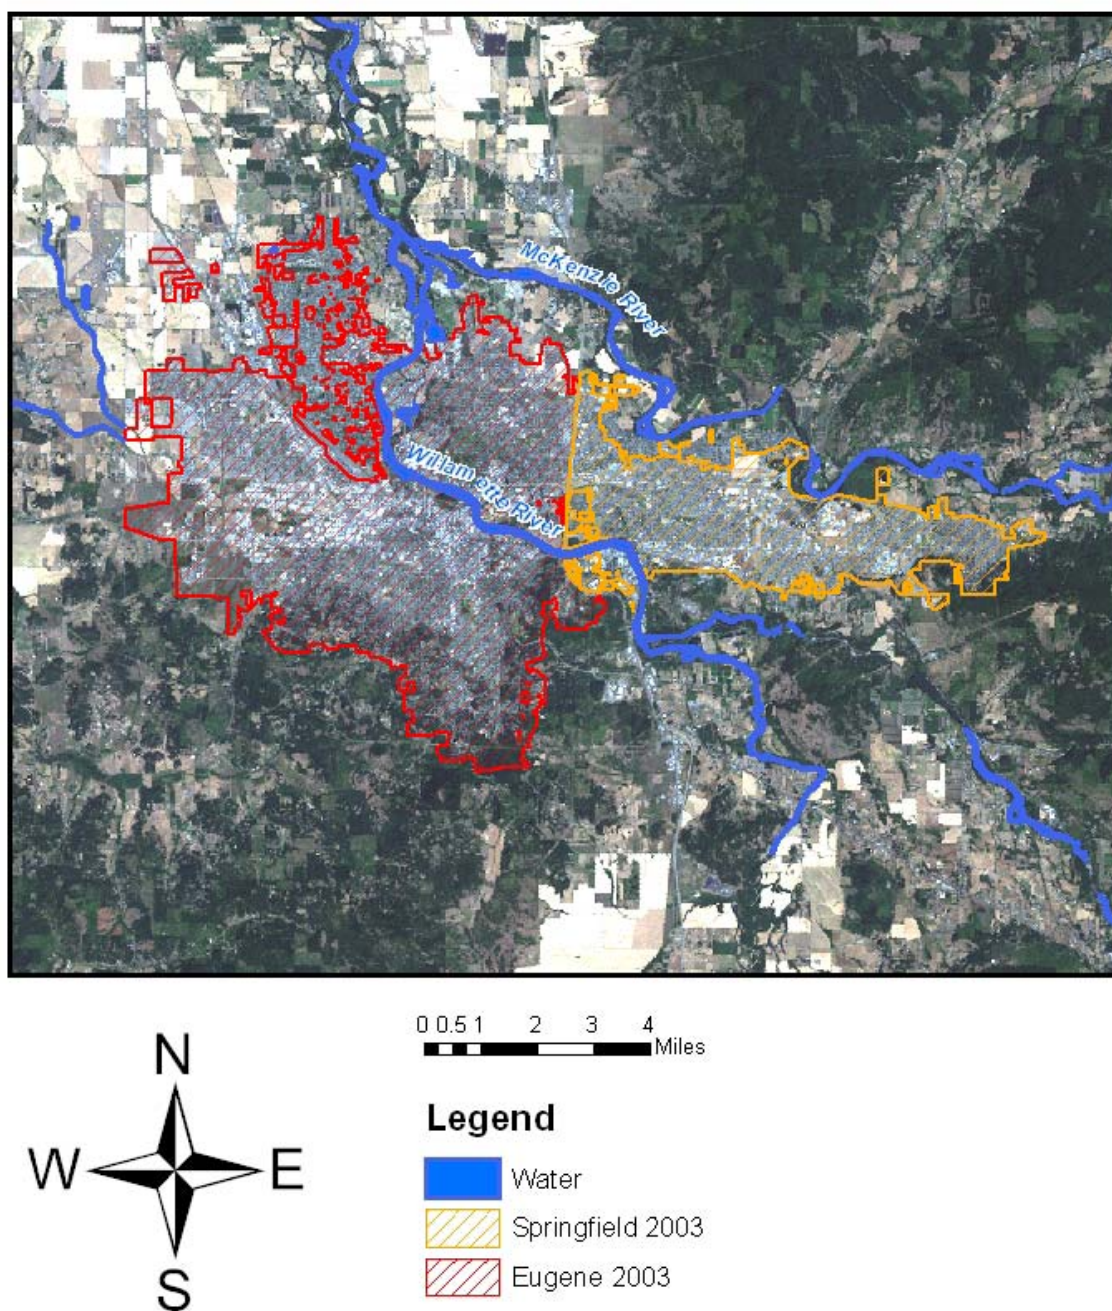 McKenzie River
Willamette River
N
0 0.5 1 2 3 4
Miles
W E
S
Legend
Water
Springfield 2003
Eugene 2003